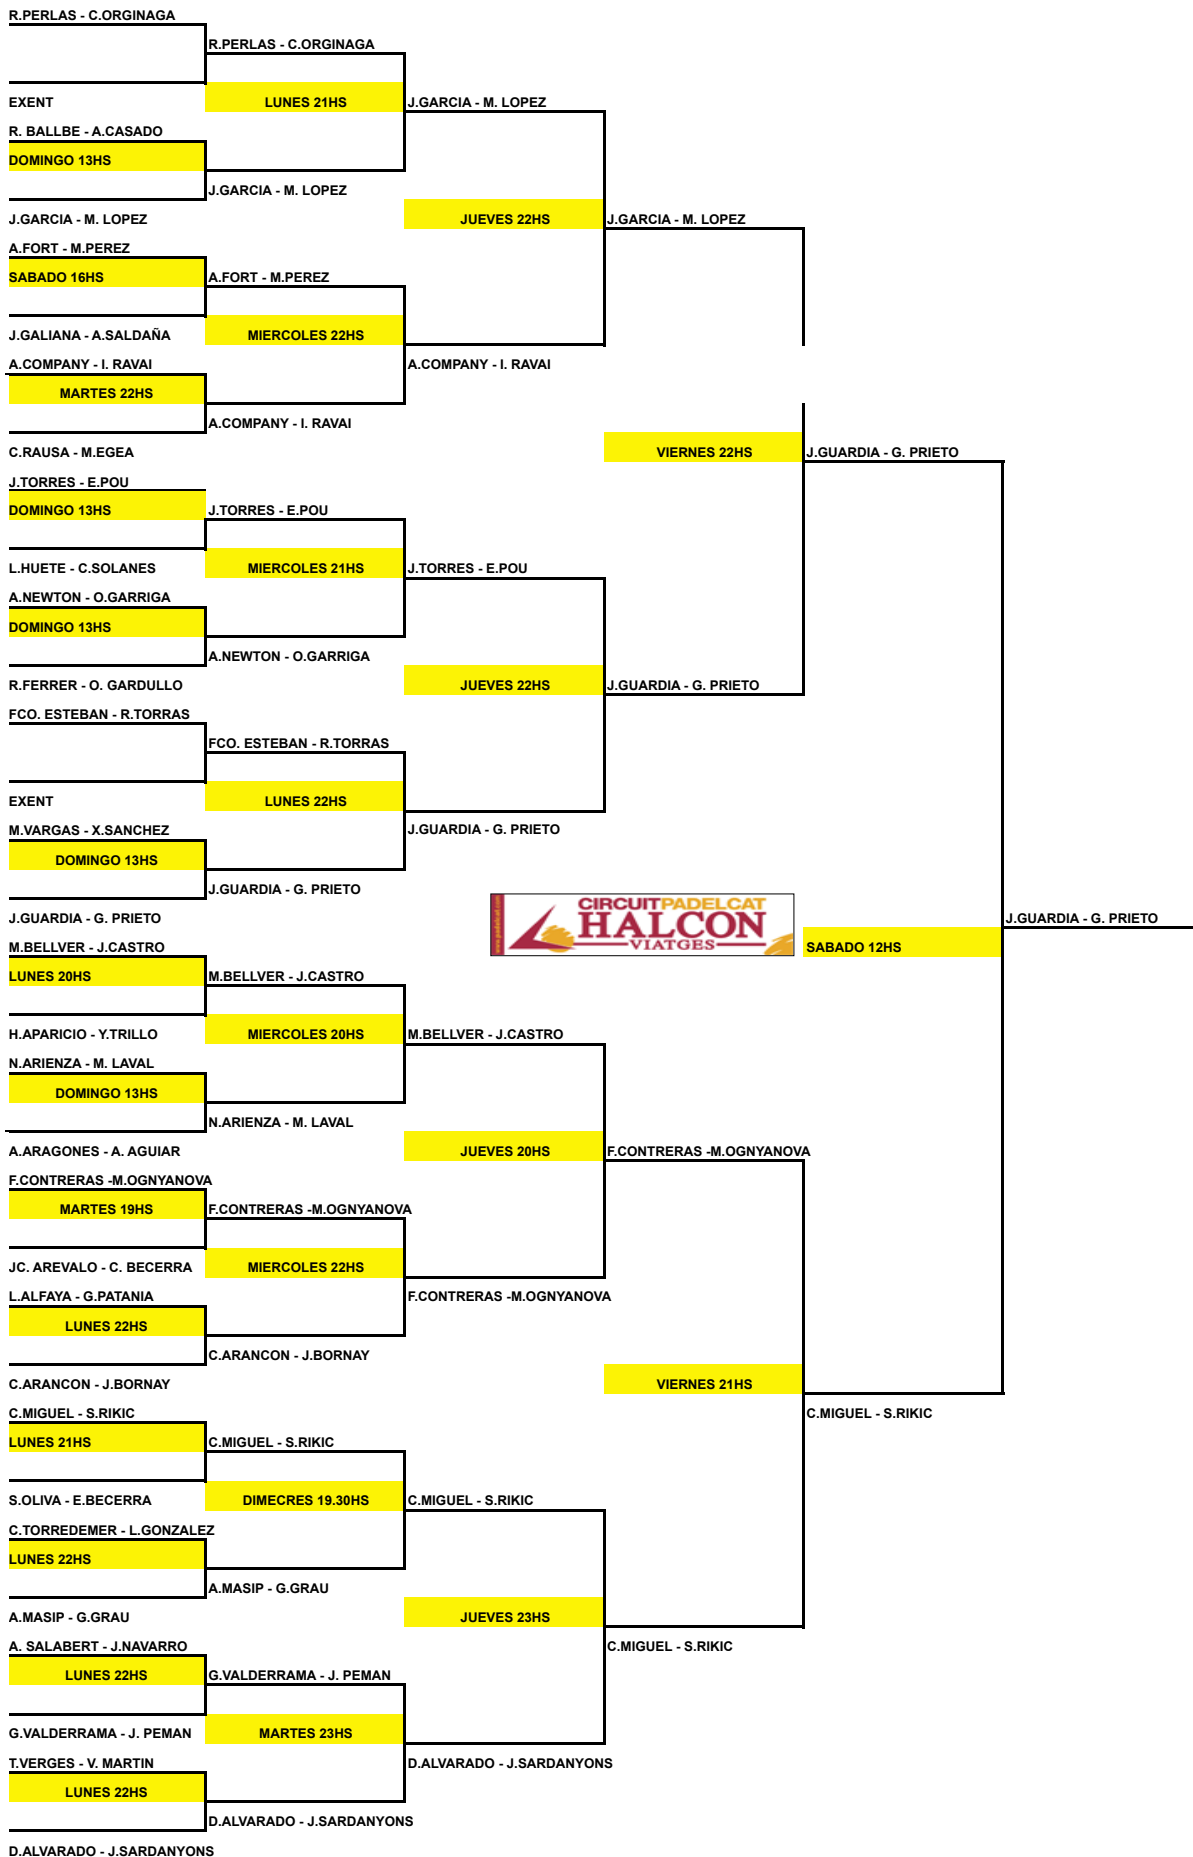 R.PERLAS - C.ORGINAGA
R.PERLAS - C.ORGINAGA
EXENT
LUNES 21HS
J.GARCIA - M. LOPEZ
R. BALLBE - A.CASADO
DOMINGO 13HS
J.GARCIA - M. LOPEZ
J.GARCIA - M. LOPEZ
JUEVES 22HS
J.GARCIA - M. LOPEZ
A.FORT - M.PEREZ
SABADO 16HS
A.FORT - M.PEREZ
J.GALIANA - A.SALDAÑA
MIERCOLES 22HS
A.COMPANY - I. RAVAI
A.COMPANY - I. RAVAI
MARTES 22HS
A.COMPANY - I. RAVAI
C.RAUSA - M.EGEA
VIERNES 22HS
J.GUARDIA - G. PRIETO
J.TORRES - E.POU
DOMINGO 13HS
J.TORRES - E.POU
L.HUETE - C.SOLANES
MIERCOLES 21HS
J.TORRES - E.POU
A.NEWTON - O.GARRIGA
DOMINGO 13HS
A.NEWTON - O.GARRIGA
R.FERRER - O. GARDULLO
JUEVES 22HS
J.GUARDIA - G. PRIETO
FCO. ESTEBAN - R.TORRAS
FCO. ESTEBAN - R.TORRAS
EXENT
LUNES 22HS
M.VARGAS - X.SANCHEZ
J.GUARDIA - G. PRIETO
DOMINGO 13HS
J.GUARDIA - G. PRIETO
www.padelcat.com
CIRCUITPADELCAT
HALCON
VIATGES
J.GUARDIA - G. PRIETO
J.GUARDIA - G. PRIETO
M.BELLVER - J.CASTRO
SABADO 12HS
LUNES 20HS
M.BELLVER - J.CASTRO
H.APARICIO - Y.TRILLO
MIERCOLES 20HS
M.BELLVER - J.CASTRO
N.ARIENZA - M. LAVAL
DOMINGO 13HS
N.ARIENZA - M. LAVAL
A.ARAGONES - A. AGUIAR
JUEVES 20HS
F.CONTRERAS -M.OGNYANOVA
F.CONTRERAS -M.OGNYANOVA
MARTES 19HS
F.CONTRERAS -M.OGNYANOVA
JC. AREVALO - C. BECERRA
MIERCOLES 22HS
L.ALFAYA - G.PATANIA
F.CONTRERAS -M.OGNYANOVA
LUNES 22HS
C.ARANCON - J.BORNAY
C.ARANCON - J.BORNAY
VIERNES 21HS
C.MIGUEL - S.RIKIC
C.MIGUEL - S.RIKIC
LUNES 21HS
C.MIGUEL - S.RIKIC
S.OLIVA - E.BECERRA
DIMECRES 19.30HS
C.MIGUEL - S.RIKIC
C.TORREDEMER - L.GONZALEZ
LUNES 22HS
A.MASIP - G.GRAU
A.MASIP - G.GRAU
JUEVES 23HS
A. SALABERT - J.NAVARRO
C.MIGUEL - S.RIKIC
LUNES 22HS
G.VALDERRAMA - J. PEMAN
G.VALDERRAMA - J. PEMAN
MARTES 23HS
T.VERGES - V. MARTIN
D.ALVARADO - J.SARDANYONS
LUNES 22HS
D.ALVARADO - J.SARDANYONS
D.ALVARADO - J.SARDANYONS